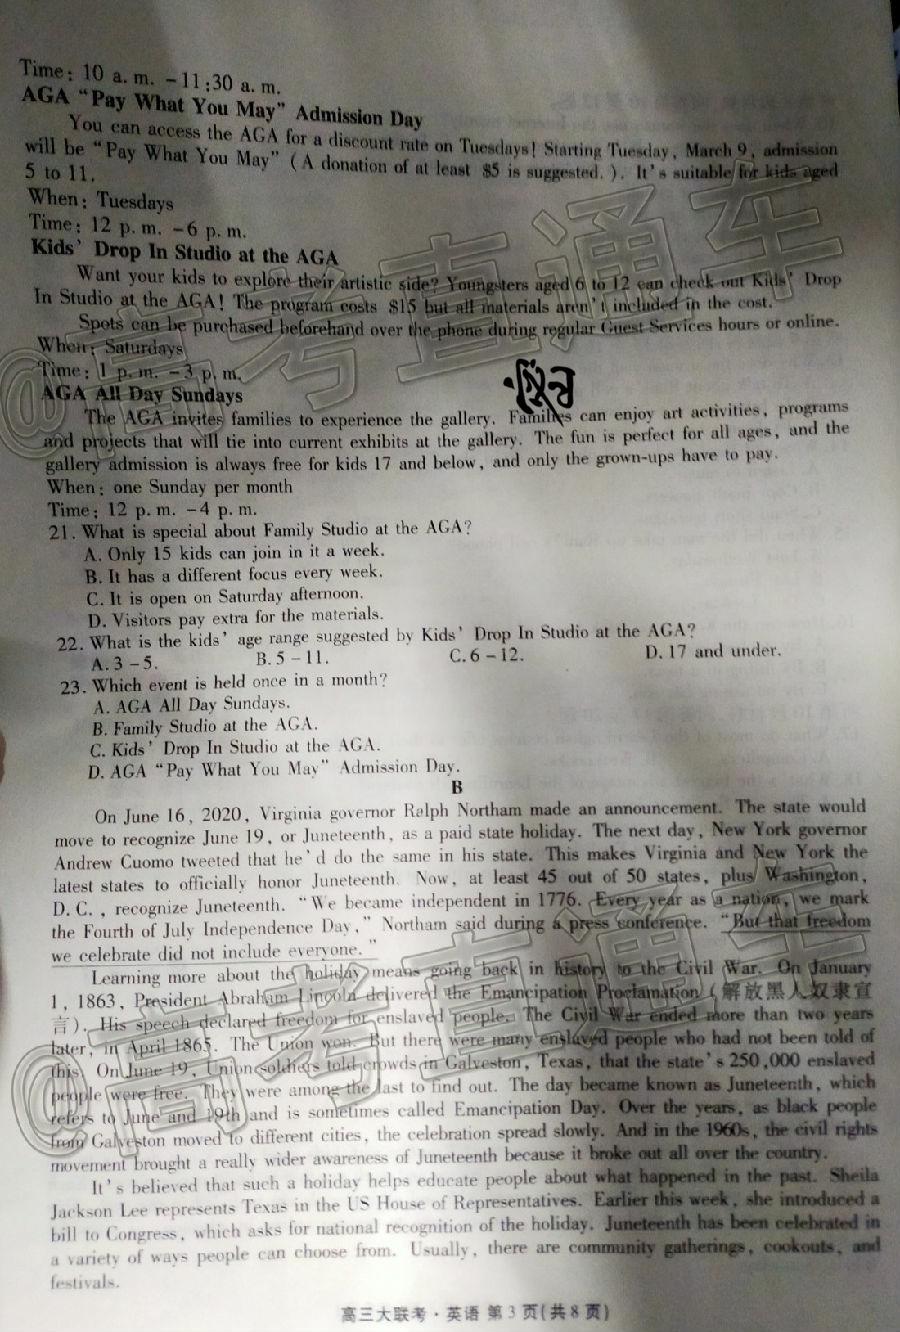 Time: 10 a.m. -11:30 a.m.
AGA "Pay What You May" Admission Day
You can access the AGA for a discount rate on Tuesdays! Starting Tuesday, March 9, admission
will be "Pay What You May" (A donation of at least $5 is suggested.). It's suitable for kids aged
5 to 11.
When: Tuesdays
Time: 12 p.m. -6 p.m.
Kids' Drop In Studio at the AGA
Want your kids to explore their artistic side? Youngsters aged 6 to 12 can check out Kids' Drop
In Studio at the AGA! The program costs $15 but all materials aren't included in the cost.
Spots can be purchased beforehand over the phone during regular Guest Services hours or online.
When: Saturdays
Time: 1 p.m. -3 p.m.
AGA All Day Sundays
The AGA invites families to experience the gallery. Families can enjoy art activities, programs
and projects that will tie into current exhibits at the gallery. The fun is perfect for all ages, and the
gallery admission is always free for kids 17 and below, and only the grown-ups have to pay.
When: one Sunday per month
Time: 12 p.m. -4 p.m.
21. What is special about Family Studio at the AGA?
A. Only 15 kids can join in it a week.
B. It has a different focus every week.
C. It is open on Saturday afternoon.
D. Visitors pay extra for the materials.
22. What is the kids' age range suggested by Kids' Drop In Studio at the AGA?
A. 3-5. B. 5-11. C. 6-12. D. 17 and under.
23. Which event is held once in a month?
A. AGA All Day Sundays.
B. Family Studio at the AGA.
C. Kids' Drop In Studio at the AGA.
D. AGA "Pay What You May" Admission Day.
B
On June 16, 2020, Virginia governor Ralph Northam made an announcement. The state would
move to recognize June 19, or Juneteenth, as a paid state holiday. The next day, New York governor
Andrew Cuomo tweeted that he'd do the same in his state. This makes Virginia and New York the
latest states to officially honor Juneteenth. Now, at least 45 out of 50 states, plus Washington,
D.C., recognize Juneteenth. "We became independent in 1776. Every year as a nation, we mark
the Fourth of July Independence Day," Northam said during a press conference. "But that freedom
we celebrate did not include everyone."
Learning more about the holiday means going back in history to the Civil War. On January
1, 1863, President Abraham Lincoln delivered the Emancipation Proclamation (解放黑人奴隶宣
言). His speech declared freedom for enslaved people. The Civil War ended more than two years
later, in April 1865. The Union won. But there were many enslaved people who had not been told of
this. On June 19, Union soldiers told crowds in Galveston, Texas, that the state's 250,000 enslaved
people were free. They were among the last to find out. The day became known as Juneteenth, which
refers to June and 19th and is sometimes called Emancipation Day. Over the years, as black people
from Galveston moved to different cities, the celebration spread slowly. And in the 1960s, the civil rights
movement brought a really wider awareness of Juneteenth because it broke out all over the country.
It's believed that such a holiday helps educate people about what happened in the past. Sheila
Jackson Lee represents Texas in the US House of Representatives. Earlier this week, she introduced a
bill to Congress, which asks for national recognition of the holiday. Juneteenth has been celebrated in
a variety of ways people can choose from. Usually, there are community gatherings, cookouts, and
festivals.
高三大联考·英语 第3页(共8页)
@高考直通车
@高考直通车